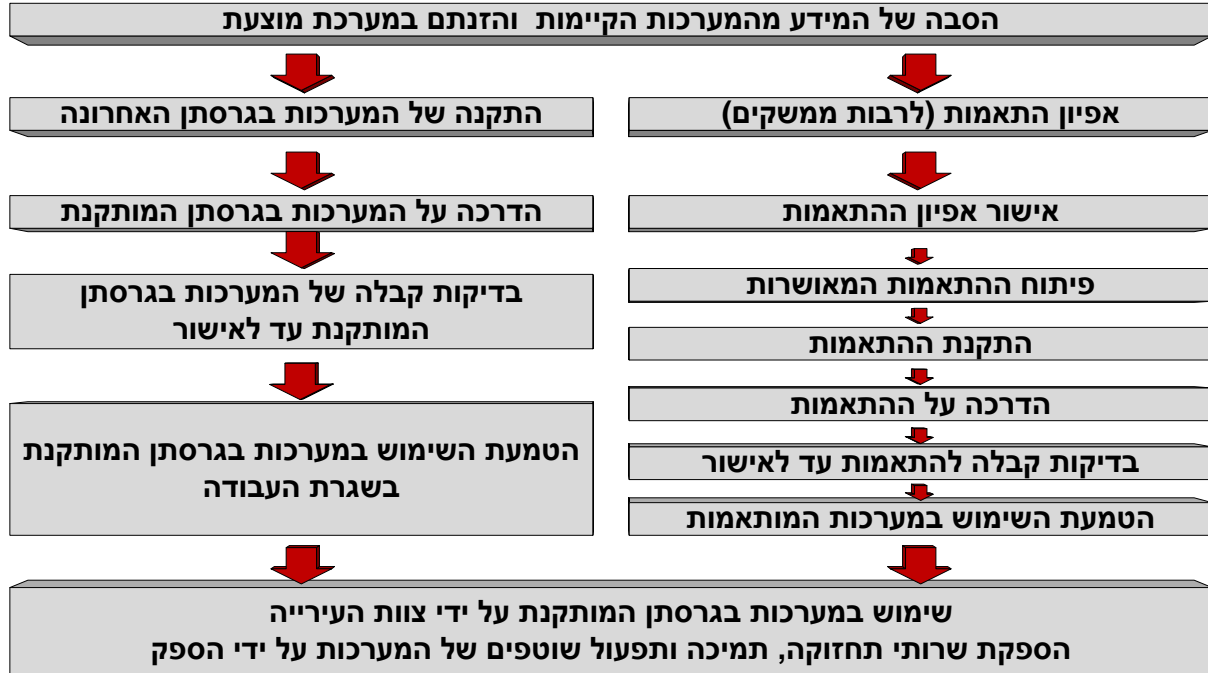 הסבה של המידע מהמערכות הקיימות והזנתם במערכת מוצעת
אפיון התאמות (לרבות ממשקים)
אישור אפיון ההתאמות
פיתוח ההתאמות המאושרות
התקנת ההתאמות
הדרכה על ההתאמות
בדיקות קבלה להתאמות עד לאישור
הטמעת השימוש במערכות המותאמות
התקנה של המערכות בגרסתן האחרונה
הדרכה על המערכות בגרסתן המותקנת
בדיקות קבלה של המערכות בגרסתן
המותקנת עד לאישור
הטמעת השימוש במערכות בגרסתן המותקנת
בשגרת העבודה
שימוש במערכות בגרסתן המותקנת על ידי צוות העירייה
הספקת שרותי תחזוקה, תמיכה ותפעול שוטפים של המערכות על ידי הספק